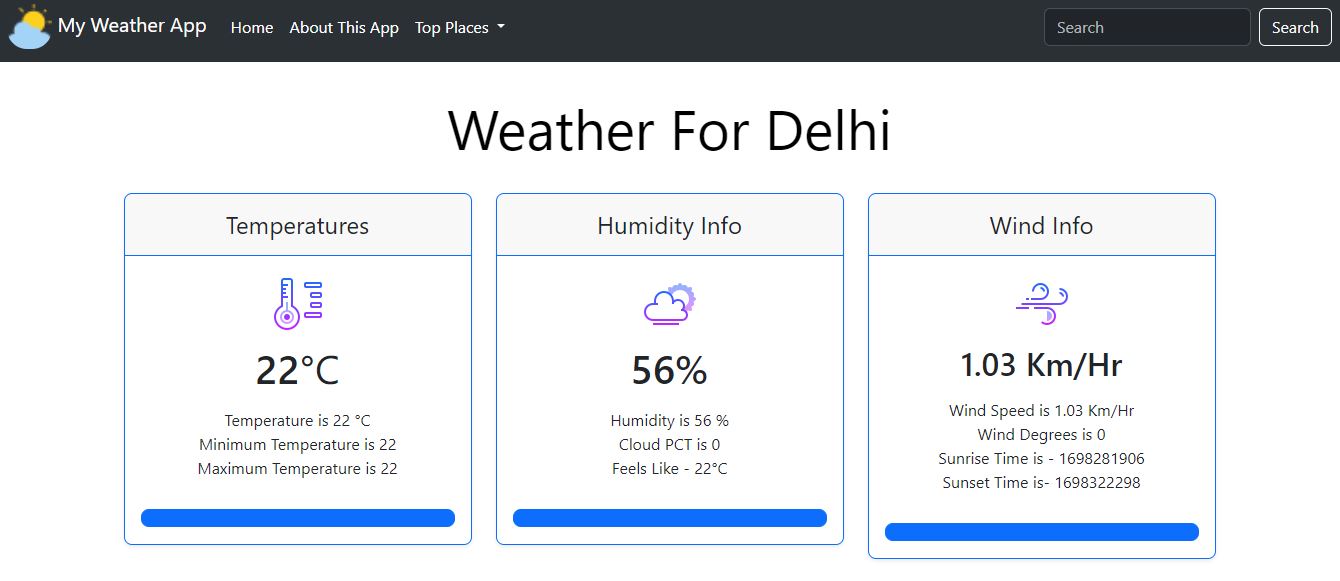 My Weather App Home About This App Top Places Search Search
Weather For Delhi
Temperatures
22°C
Temperature is 22 °C
Minimum Temperature is 22
Maximum Temperature is 22
Humidity Info
56%
Humidity is 56 %
Cloud PCT is 0
Feels Like - 22°C
Wind Info
1.03 Km/Hr
Wind Speed is 1.03 Km/Hr
Wind Degrees is 0
Sunrise Time is - 1698281906
Sunset Time is- 1698322298